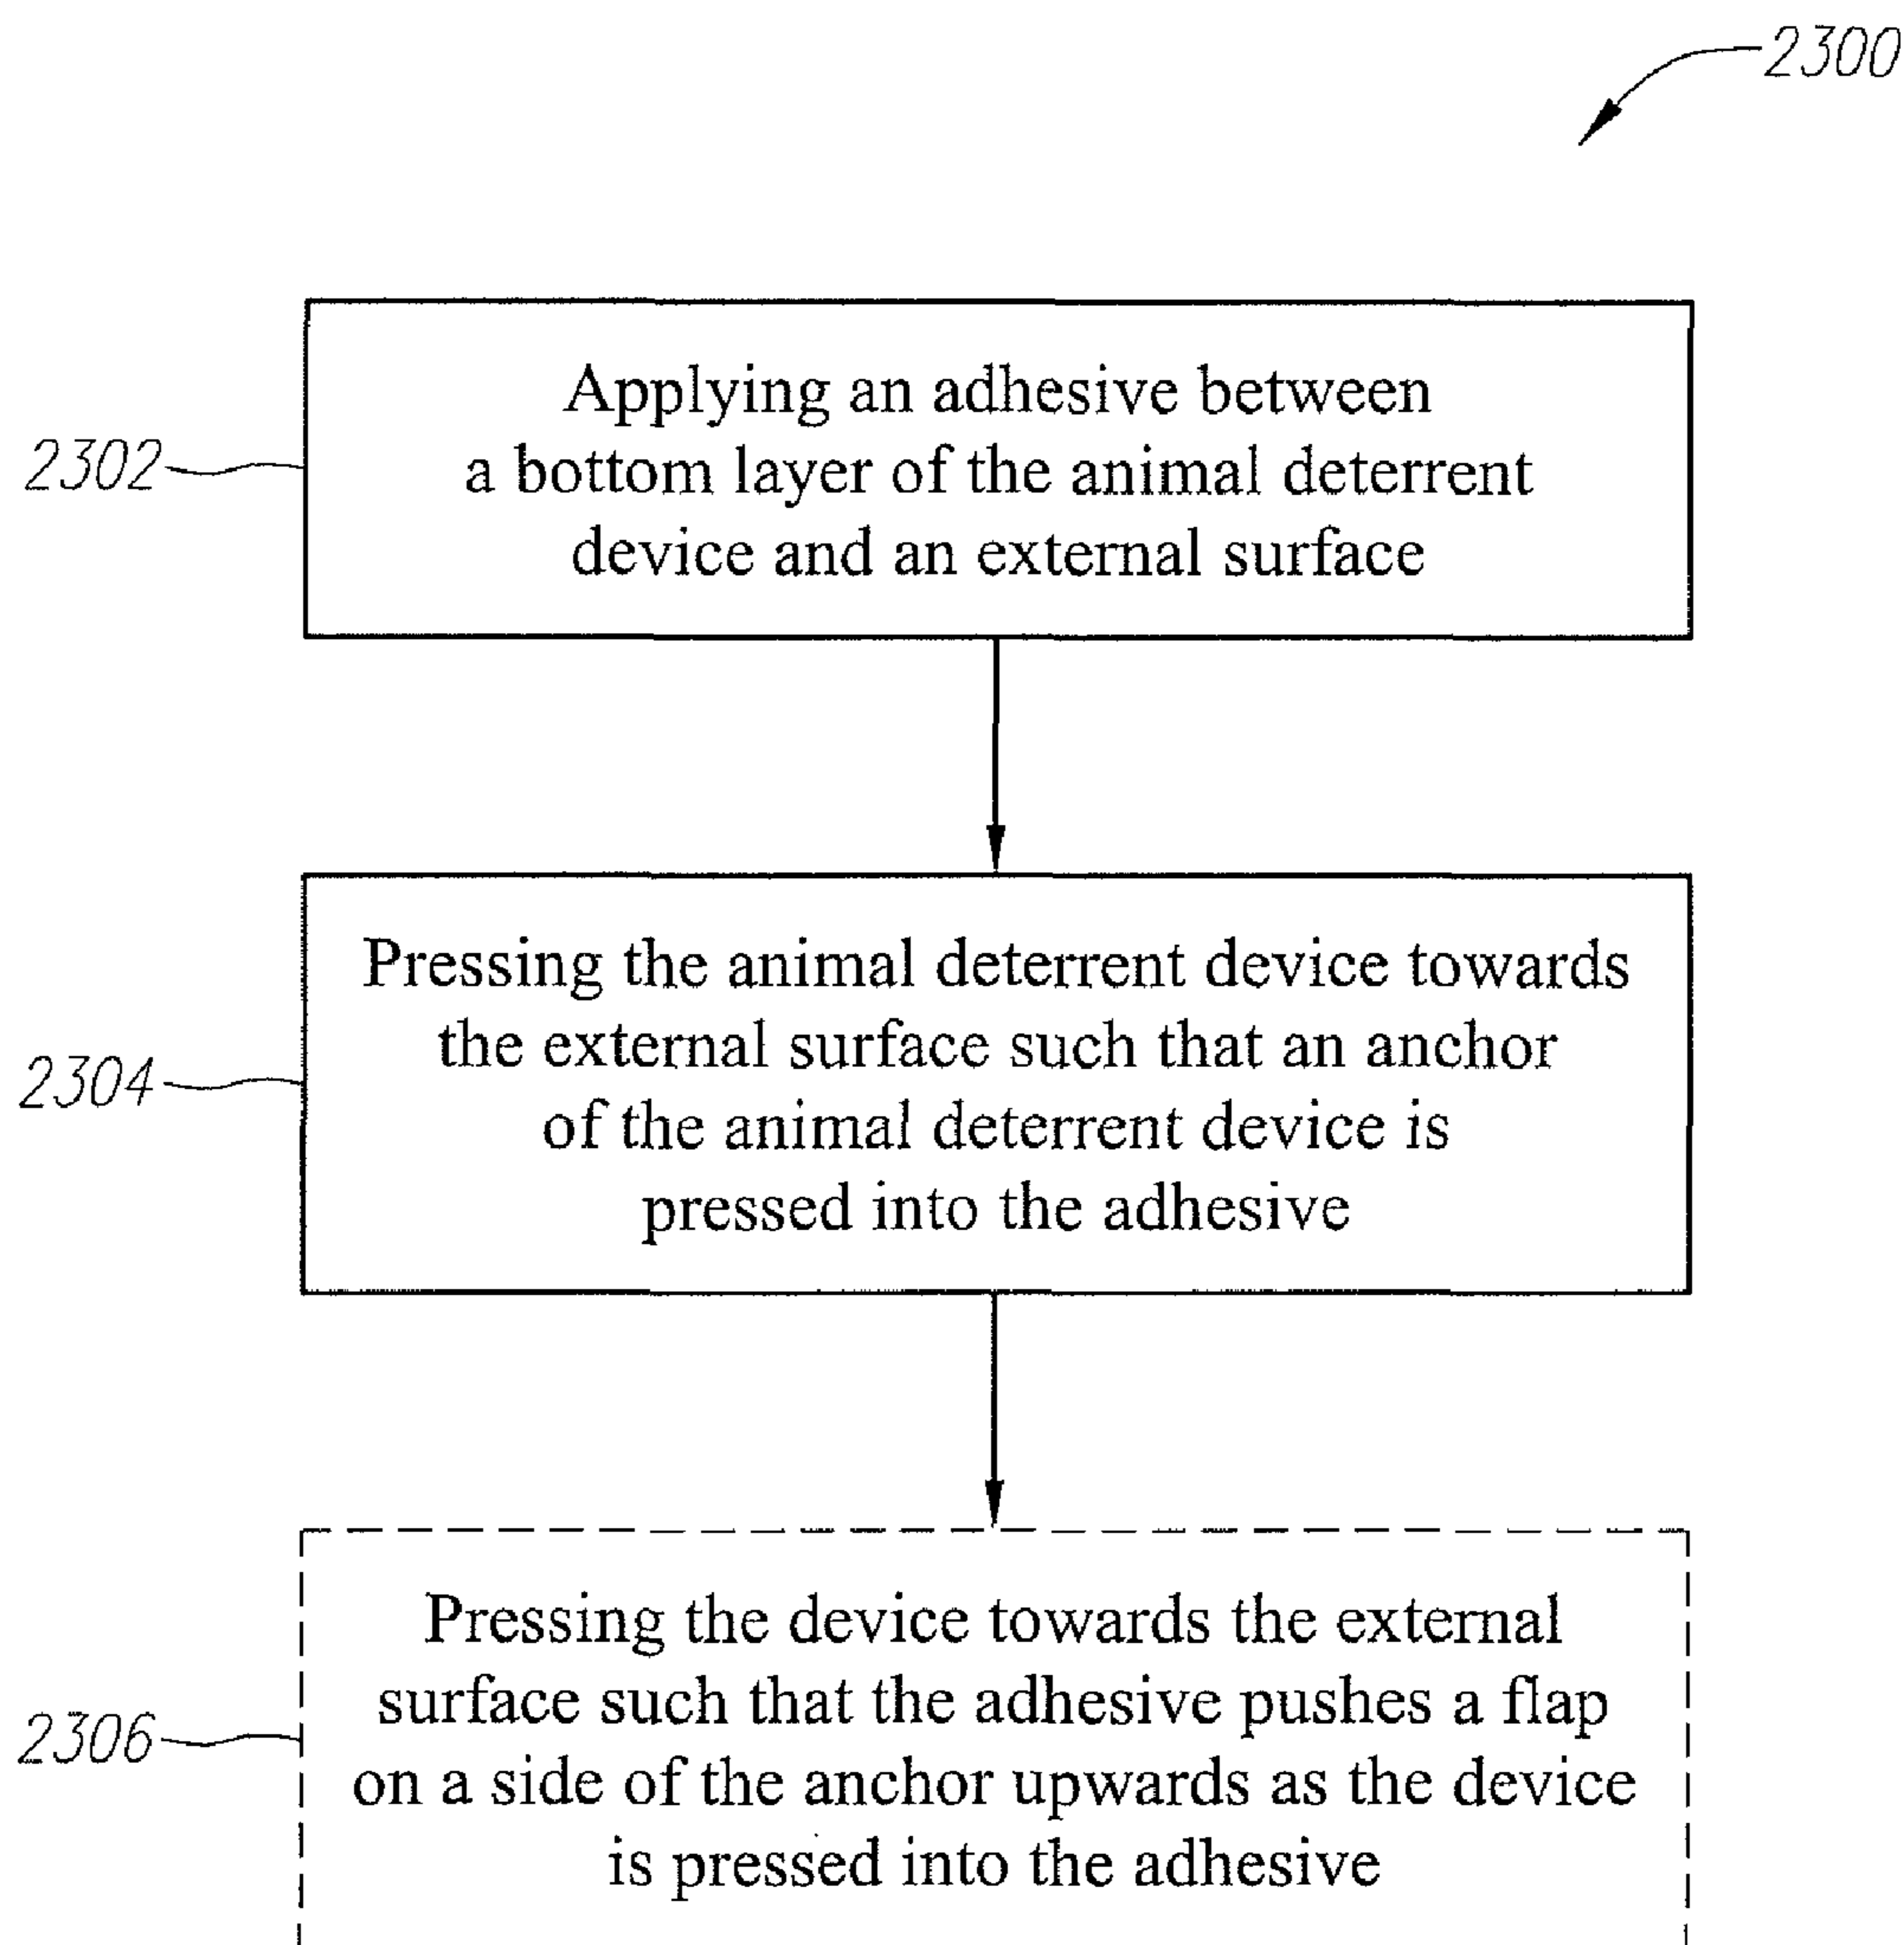 2300
Applying an adhesive between
a bottom layer of the animal deterrent
device and an external surface
2302
Pressing the animal deterrent device towards
the external surface such that an anchor
of the animal deterrent device is
pressed into the adhesive
2304
Pressing the device towards the external
surface such that the adhesive pushes a flap
on a side of the anchor upwards as the device
is pressed into the adhesive
2306